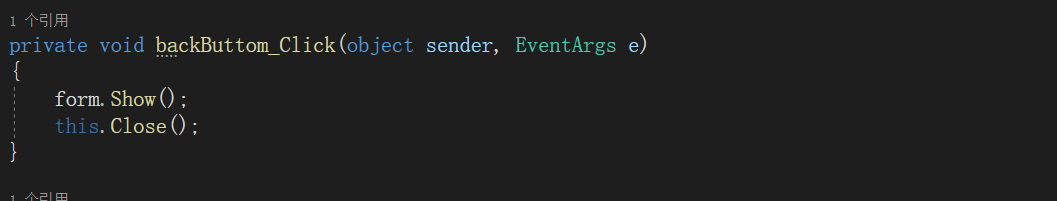 1 个引用
private void backButtom_Click(object sender, EventArgs e)
{
form.Show();
this.Close();
}
1 个引用